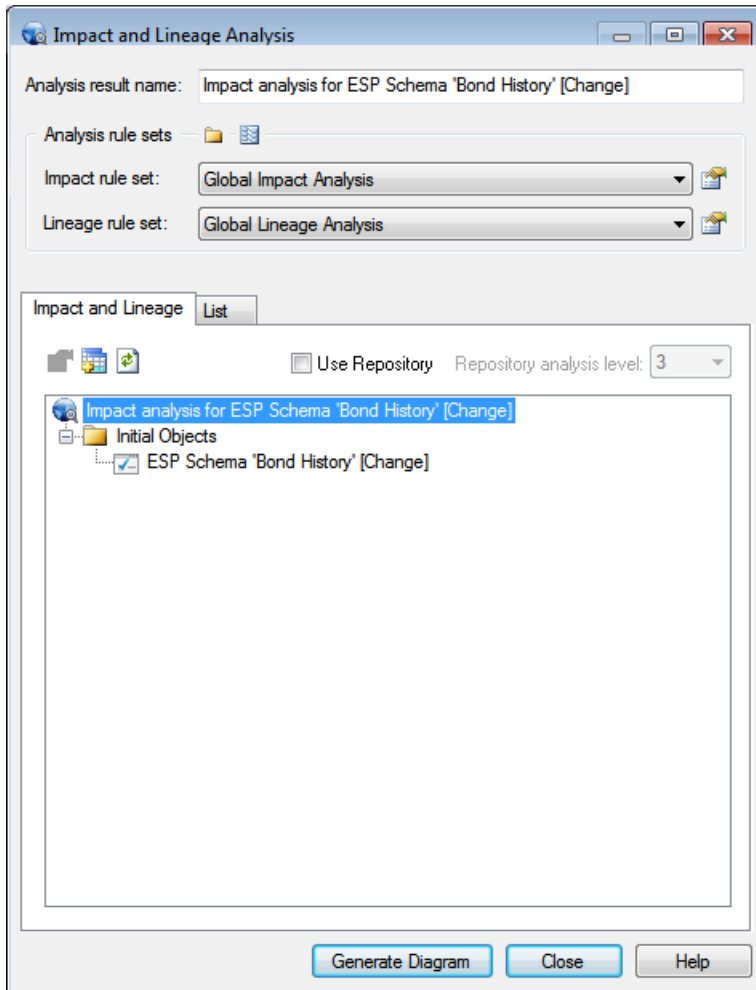 Impact and Lineage Analysis
Analysis result name: Impact analysis for ESP Schema 'Bond History' [Change]
Analysis rule sets
Impact rule set: Global Impact Analysis
Lineage rule set: Global Lineage Analysis
Impact and Lineage List
Use Repository Repository analysis level: 3
Impact analysis for ESP Schema 'Bond History' [Change]
Initial Objects
ESP Schema 'Bond History' [Change]
Generate Diagram Close Help